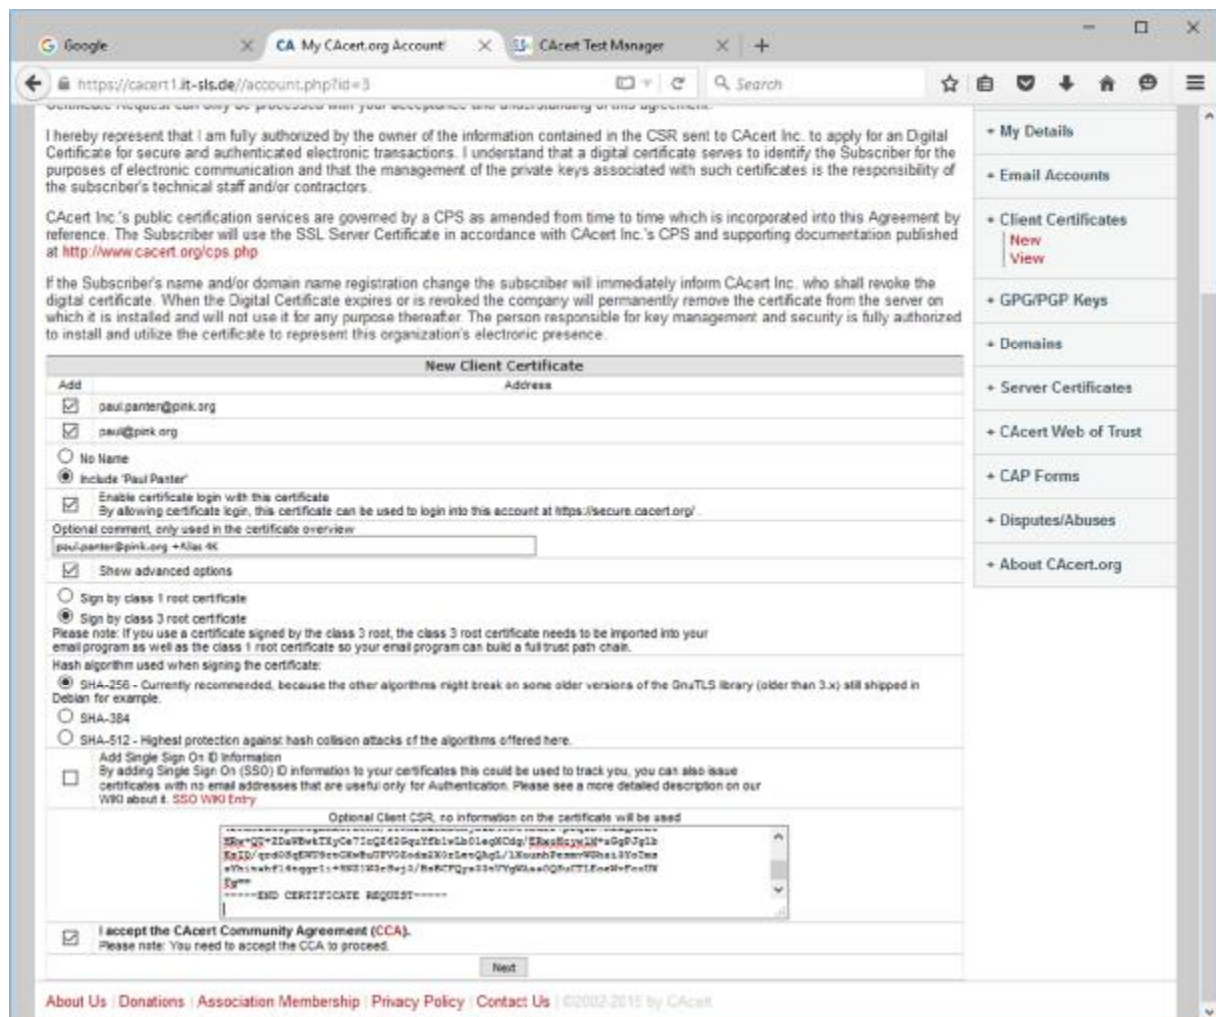 Google
CA My CAcert.org Account!
CAcert Test Manager
https://cacert1.it-sls.de//account.php?id=3
Search
Certificate Request can only be processed with your acceptance and understanding of this agreement.
I hereby represent that I am fully authorized by the owner of the information contained in the CSR sent to CAcert Inc. to apply for an Digital
Certificate for secure and authenticated electronic transactions. I understand that a digital certificate serves to identify the Subscriber for the
purposes of electronic communication and that the management of the private keys associated with such certificates is the responsibility of
the subscriber's technical staff and/or contractors.
CAcert Inc.'s public certification services are governed by a CPS as amended from time to time which is incorporated into this Agreement by
reference. The Subscriber will use the SSL Server Certificate in accordance with CAcert Inc.'s CPS and supporting documentation published
at http://www.cacert.org/cps.php
If the Subscriber's name and/or domain name registration change the subscriber will immediately inform CAcert Inc. who shall revoke the
digital certificate. When the Digital Certificate expires or is revoked the company will permanently remove the certificate from the server on
which it is installed and will not use it for any purpose thereafter. The person responsible for key management and security is fully authorized
to install and utilize the certificate to represent this organization's electronic presence.
New Client Certificate
Add Address
paul.panter@pink.org
paul@pink.org
No Name
Include 'Paul Panter'
Enable certificate login with this certificate
By allowing certificate login, this certificate can be used to login into this account at https://secure.cacert.org/ .
Optional comment, only used in the certificate overview
paul.panter@pink.org +Alias 4K
Show advanced options
Sign by class 1 root certificate
Sign by class 3 root certificate
Please note: If you use a certificate signed by the class 3 root, the class 3 root certificate needs to be imported into your
email program as well as the class 1 root certificate so your email program can build a full trust path chain.
Hash algorithm used when signing the certificate:
SHA-256 - Currently recommended, because the other algorithms might break on some older versions of the GnuTLS library (older than 3.x) still shipped in
Debian for example.
SHA-384
SHA-512 - Highest protection against hash collision attacks of the algorithms offered here.
Add Single Sign On ID Information
By adding Single Sign On (SSO) ID information to your certificates this could be used to track you, you can also issue
certificates with no email addresses that are useful only for Authentication. Please see a more detailed description on our
WIKI about it. SSO WIKI Entry
Optional Client CSR, no information on the certificate will be used
-----END CERTIFICATE REQUEST-----
I accept the CAcert Community Agreement (CCA).
Please note: You need to accept the CCA to proceed.
Next
+ My Details
+ Email Accounts
+ Client Certificates
New
View
+ GPG/PGP Keys
+ Domains
+ Server Certificates
+ CAcert Web of Trust
+ CAP Forms
+ Disputes/Abuses
+ About CAcert.org
About Us | Donations | Association Membership | Privacy Policy | Contact Us | ©2002-2015 by CAcert